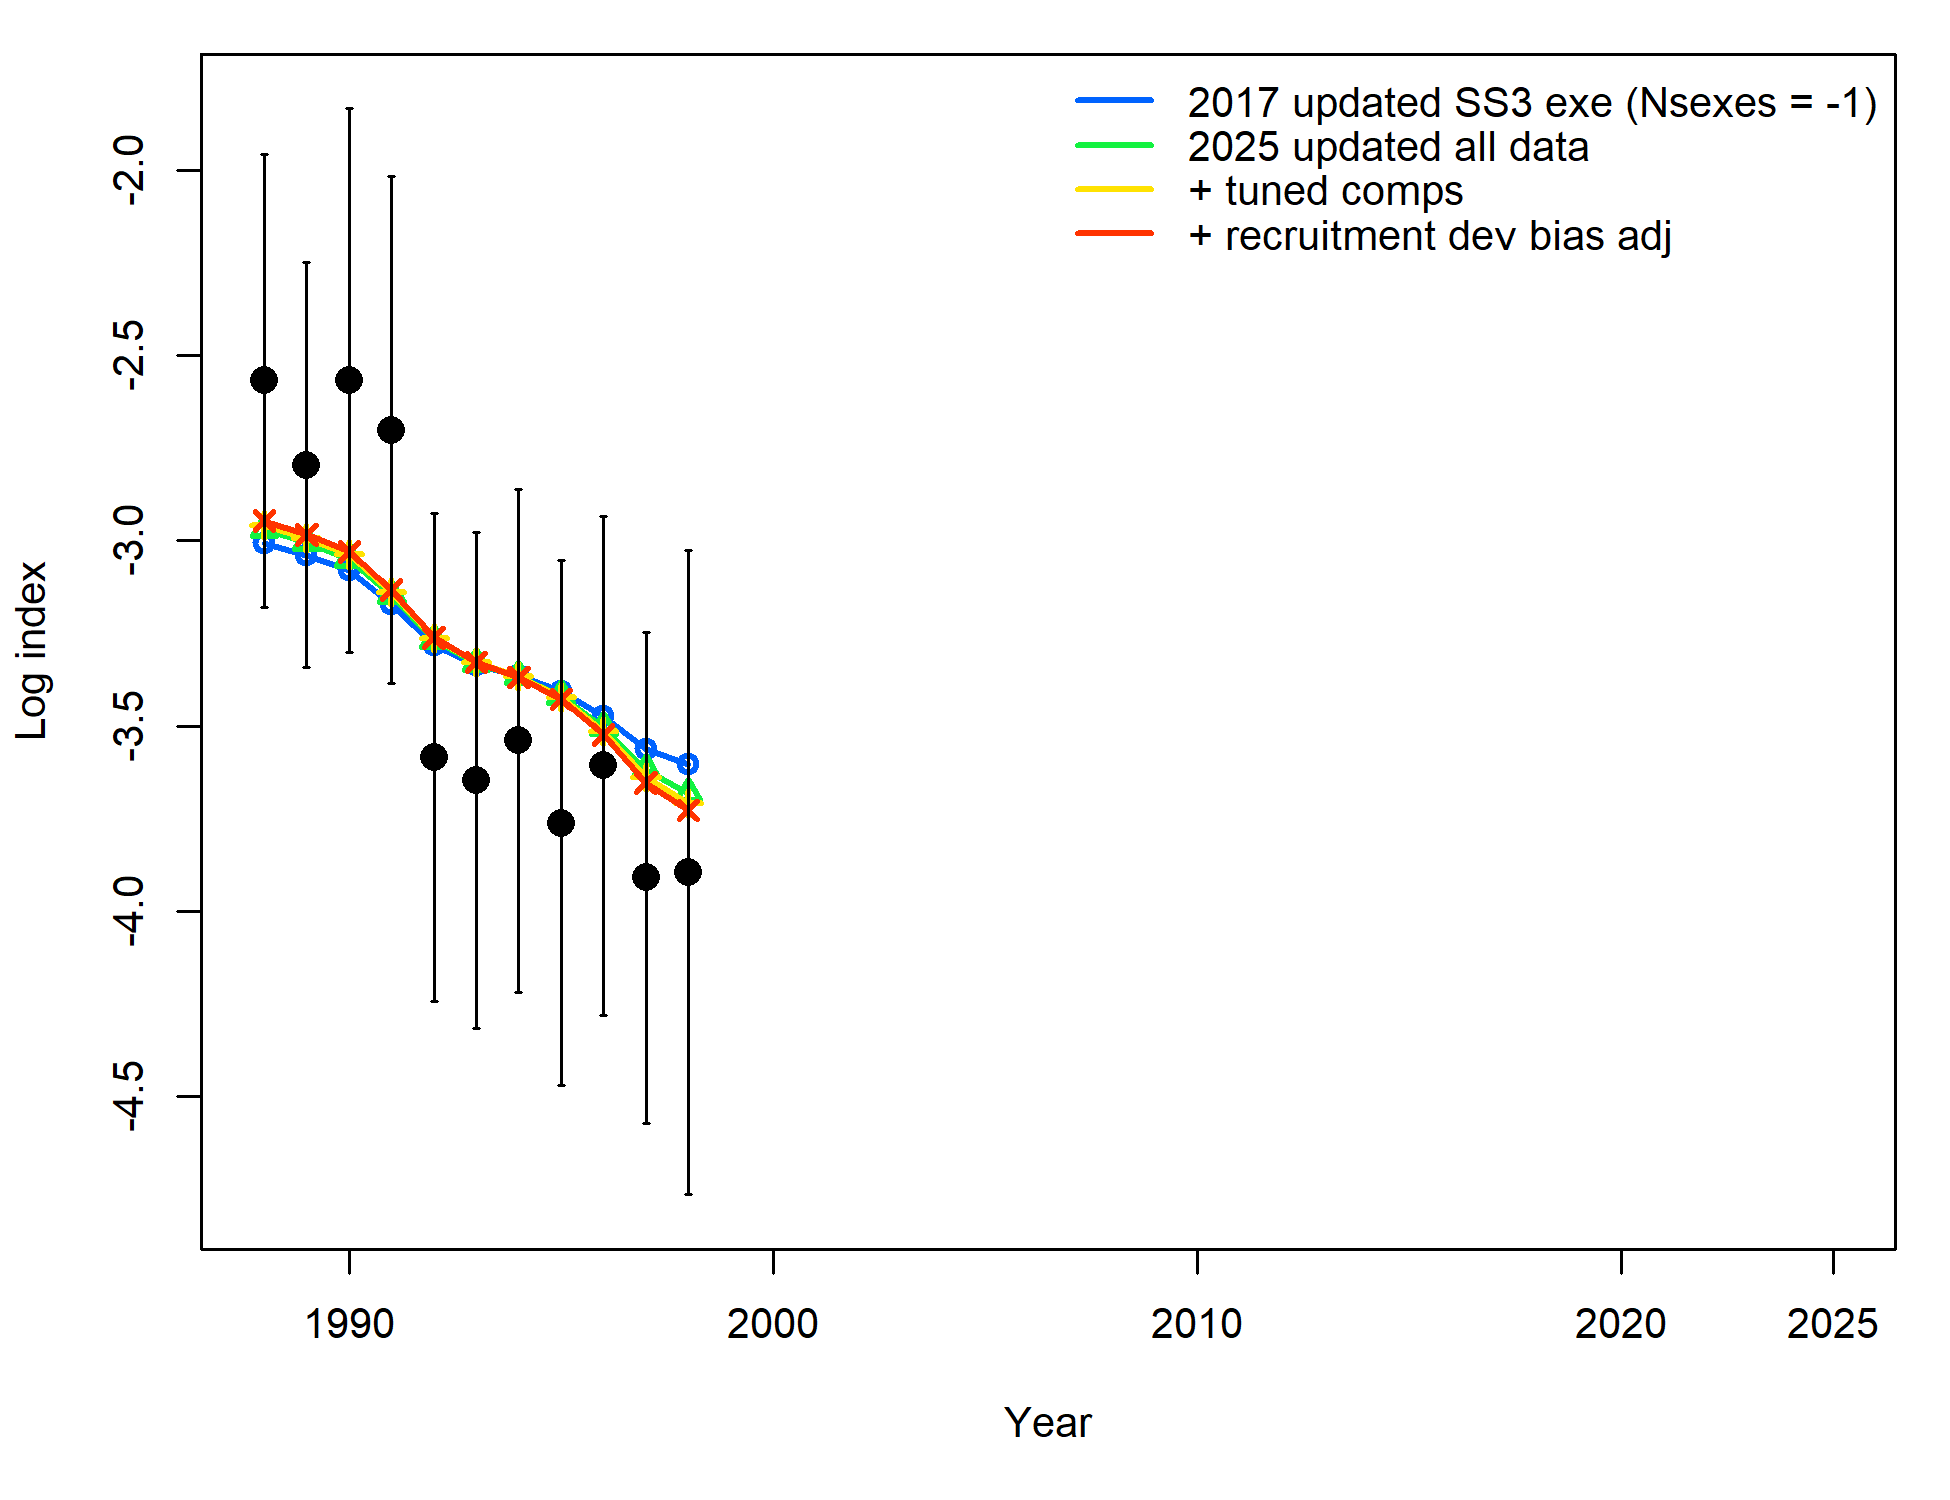 2017 updated SS3 exe (Nsexes = -1)
2025 updated all data
+ tuned comps
+ recruitment dev bias adj
Log index
-2.0
-2.5
-3.0
-3.5
-4.0
-4.5
1990 2000 2010 2020 2025
Year